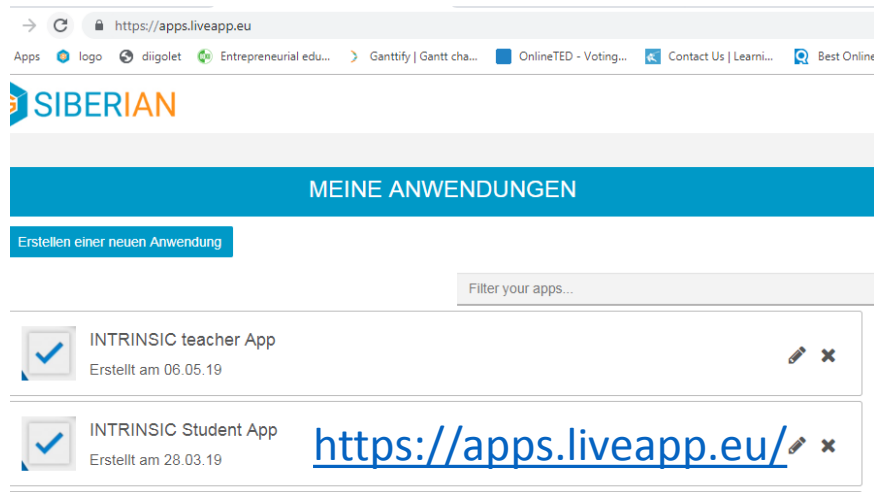 https://apps.liveapp.eu
Apps logo diigolet Entrepreneurial edu... Ganttify | Gantt cha... OnlineTED - Voting... Contact Us | Learni... Best Online
SIBERIAN
MEINE ANWENDUNGEN
Erstellen einer neuen Anwendung
Filter your apps...
INTRINSIC teacher App
Erstellt am 06.05.19
INTRINSIC Student App
https://apps.liveapp.eu/
Erstellt am 28.03.19